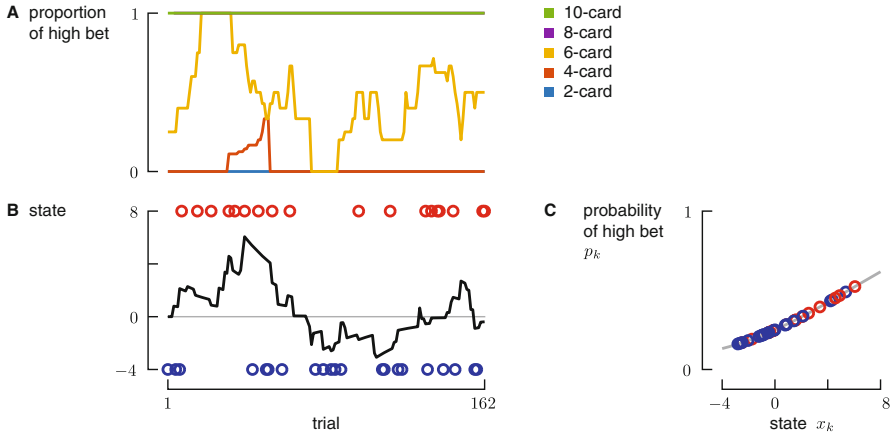 A proportion
of high bet
1
0
10-card
8-card
6-card
4-card
2-card
B state
8
0
−4
1 162
trial
C probability
of high bet
p_k
1
0
−4 0 8
state x_k